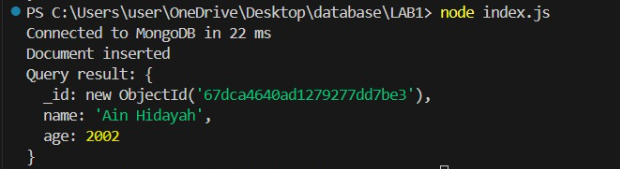 PS C:\Users\user\OneDrive\Desktop\database\LAB1> node index.js
Connected to MongoDB in 22 ms
Document inserted
Query result: {
  _id: new ObjectId('67dca4640ad1279277dd7be3'),
  name: 'Ain Hidayah',
  age: 2002
}